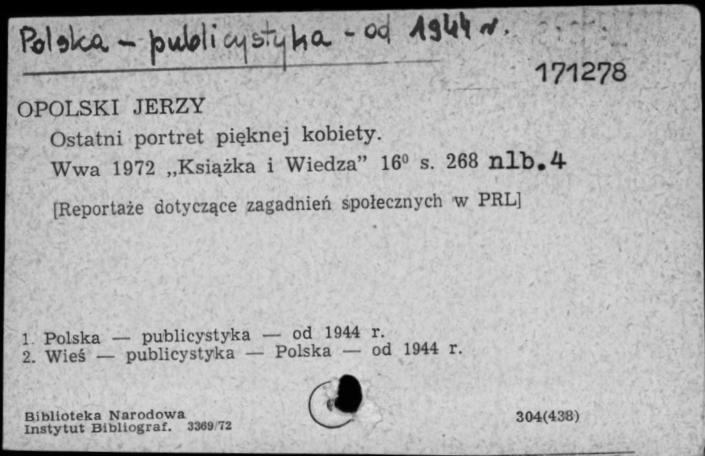 Polska - publicystyka - od 1944 r.
171278
OPOLSKI JERZY
Ostatni portret pięknej kobiety.
Wwa 1972 „Książka i Wiedza” 16⁰ s. 268 nlb.4
[Reportaże dotyczące zagadnień społecznych w PRL]
1. Polska — publicystyka — od 1944 r.
2. Wieś — publicystyka — Polska — od 1944 r.
Biblioteka Narodowa
Instytut Bibliograf. 3369/72
304(438)